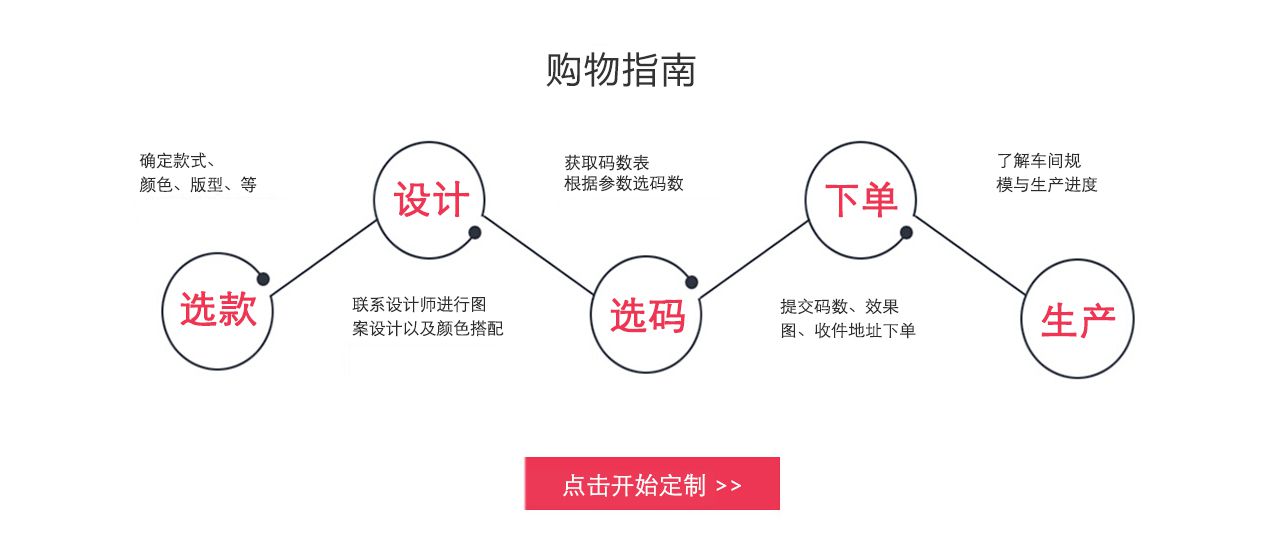 购物指南
确定款式、
颜色、版型、等
选款
设计
联系设计师进行图
案设计以及颜色搭配
获取码数表
根据参数选码数
选码
下单
提交码数、效果
图、收件地址下单
了解车间规
模与生产进度
生产
点击开始定制 >>